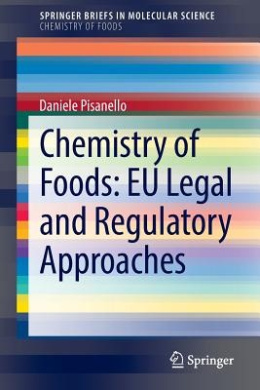 SPRINGER BRIEFS IN MOLECULAR SCIENCE
CHEMISTRY OF FOODS
Daniele Pisanello
Chemistry of
Foods: EU Legal
and Regulatory
Approaches
Springer